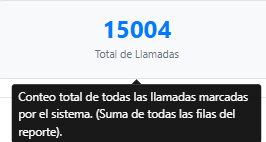 15004
Total de Llamadas
Conteo total de todas las llamadas marcadas
por el sistema. (Suma de todas las filas del
reporte).